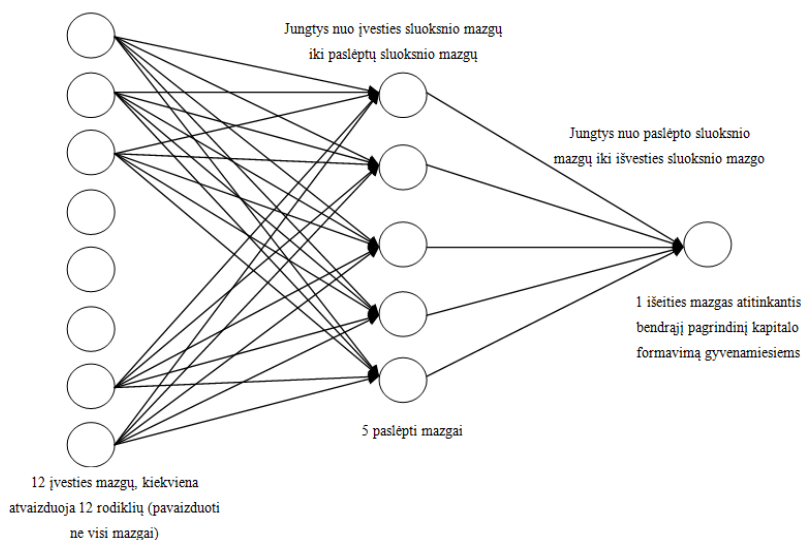 Jungtys nuo įvesties sluoksnio mazgų
iki paslėptų sluoksnio mazgų
Jungtys nuo paslėpto sluoksnio
mazgų iki išvesties sluoksnio mazgo
1 išeities mazgas atitinkantis
bendrąjį pagrindinį kapitalo
formavimą gyvenamiesiems
5 paslėpti mazgai
12 įvesties mazgų, kiekviena
atvaizduoja 12 rodiklių (pavaizduoti
ne visi mazgai)